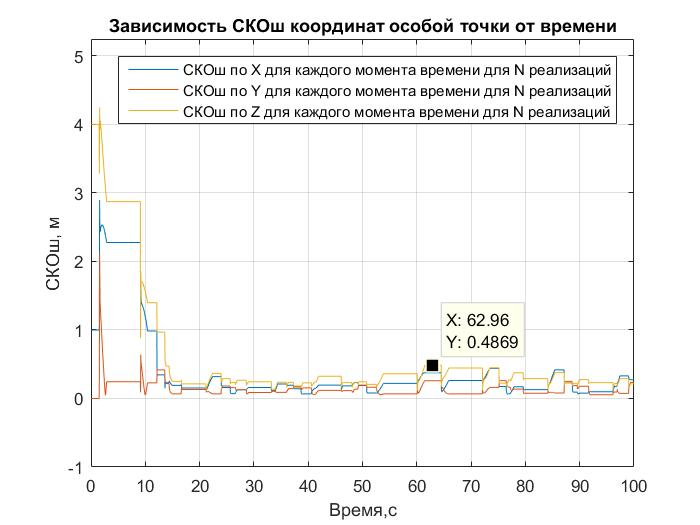 Зависимость СКОш координат особой точки от времени
5
СКОш по X для каждого момента времени для N реализаций
СКОш по Y для каждого момента времени для N реализаций
СКОш по Z для каждого момента времени для N реализаций
4
3
СКОш, м
2
X: 62.96
1
Y: 0.4869
0
-1
0 10 20 30 40 50 60 70 80 90 100
Время,с